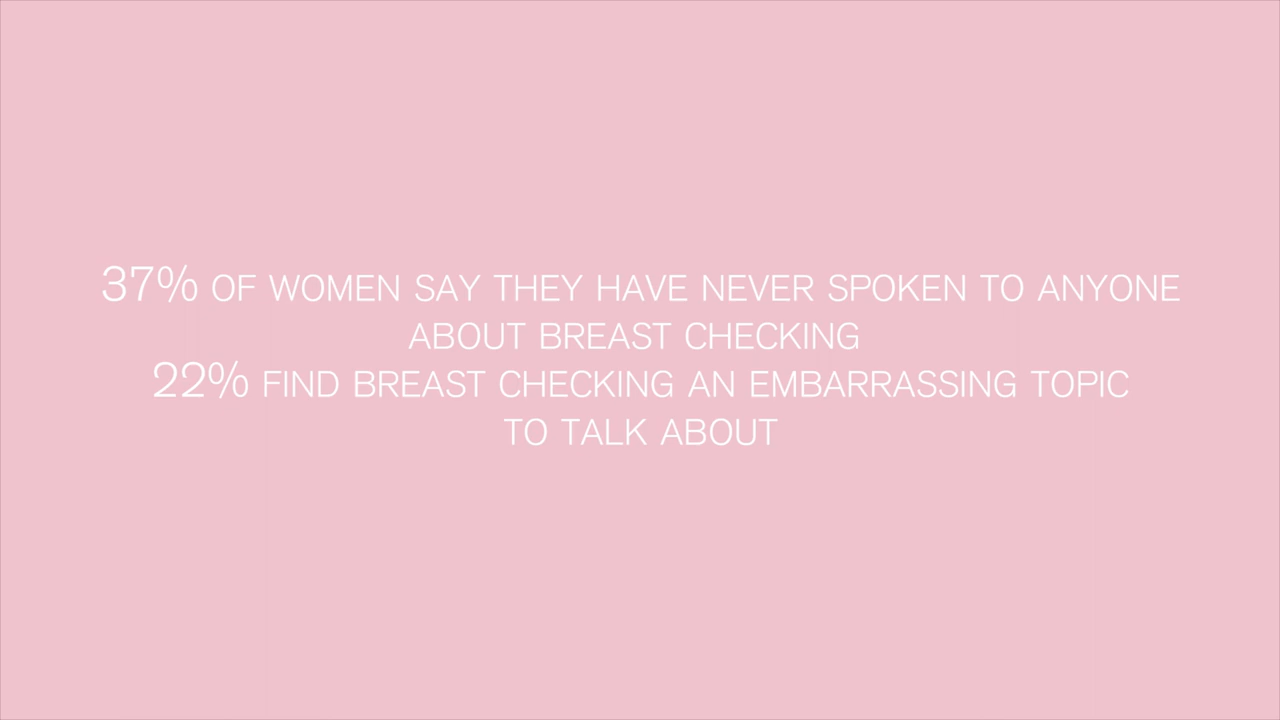 37% OF WOMEN SAY THEY HAVE NEVER SPOKEN TO ANYONE
ABOUT BREAST CHECKING
22% FIND BREAST CHECKING AN EMBARRASSING TOPIC
TO TALK ABOUT